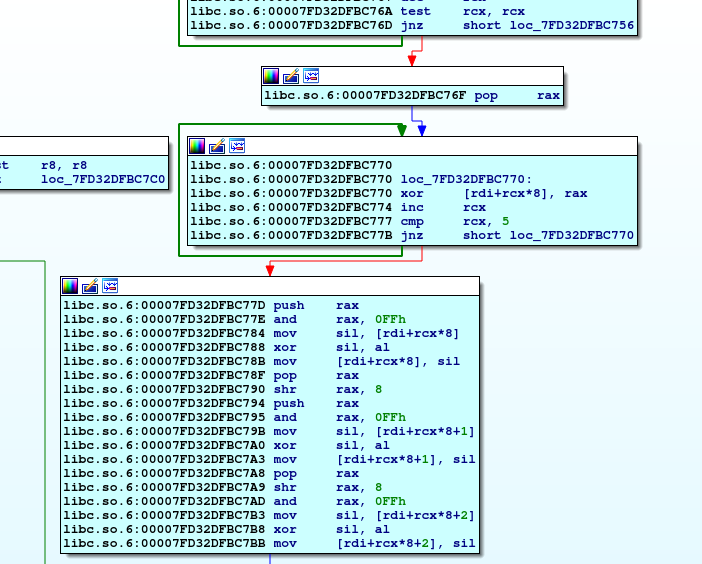 libc.so.6:00007FD32DFBC76A test rcx, rcx
libc.so.6:00007FD32DFBC76D jnz short loc_7FD32DFBC756
libc.so.6:00007FD32DFBC76F pop rax
r8, r8
loc_7FD32DFBC7C0
libc.so.6:00007FD32DFBC770
libc.so.6:00007FD32DFBC770 loc_7FD32DFBC770:
libc.so.6:00007FD32DFBC770 xor [rdi+rcx*8], rax
libc.so.6:00007FD32DFBC774 inc rcx
libc.so.6:00007FD32DFBC777 cmp rcx, 5
libc.so.6:00007FD32DFBC77B jnz short loc_7FD32DFBC770
libc.so.6:00007FD32DFBC77D push rax
libc.so.6:00007FD32DFBC77E and rax, 0FFh
libc.so.6:00007FD32DFBC784 mov sil, [rdi+rcx*8]
libc.so.6:00007FD32DFBC788 xor sil, al
libc.so.6:00007FD32DFBC78B mov [rdi+rcx*8], sil
libc.so.6:00007FD32DFBC78F pop rax
libc.so.6:00007FD32DFBC790 shr rax, 8
libc.so.6:00007FD32DFBC794 push rax
libc.so.6:00007FD32DFBC795 and rax, 0FFh
libc.so.6:00007FD32DFBC79B mov sil, [rdi+rcx*8+1]
libc.so.6:00007FD32DFBC7A0 xor sil, al
libc.so.6:00007FD32DFBC7A3 mov [rdi+rcx*8+1], sil
libc.so.6:00007FD32DFBC7A8 pop rax
libc.so.6:00007FD32DFBC7A9 shr rax, 8
libc.so.6:00007FD32DFBC7AD and rax, 0FFh
libc.so.6:00007FD32DFBC7B3 mov sil, [rdi+rcx*8+2]
libc.so.6:00007FD32DFBC7B8 xor sil, al
libc.so.6:00007FD32DFBC7BB mov [rdi+rcx*8+2], sil